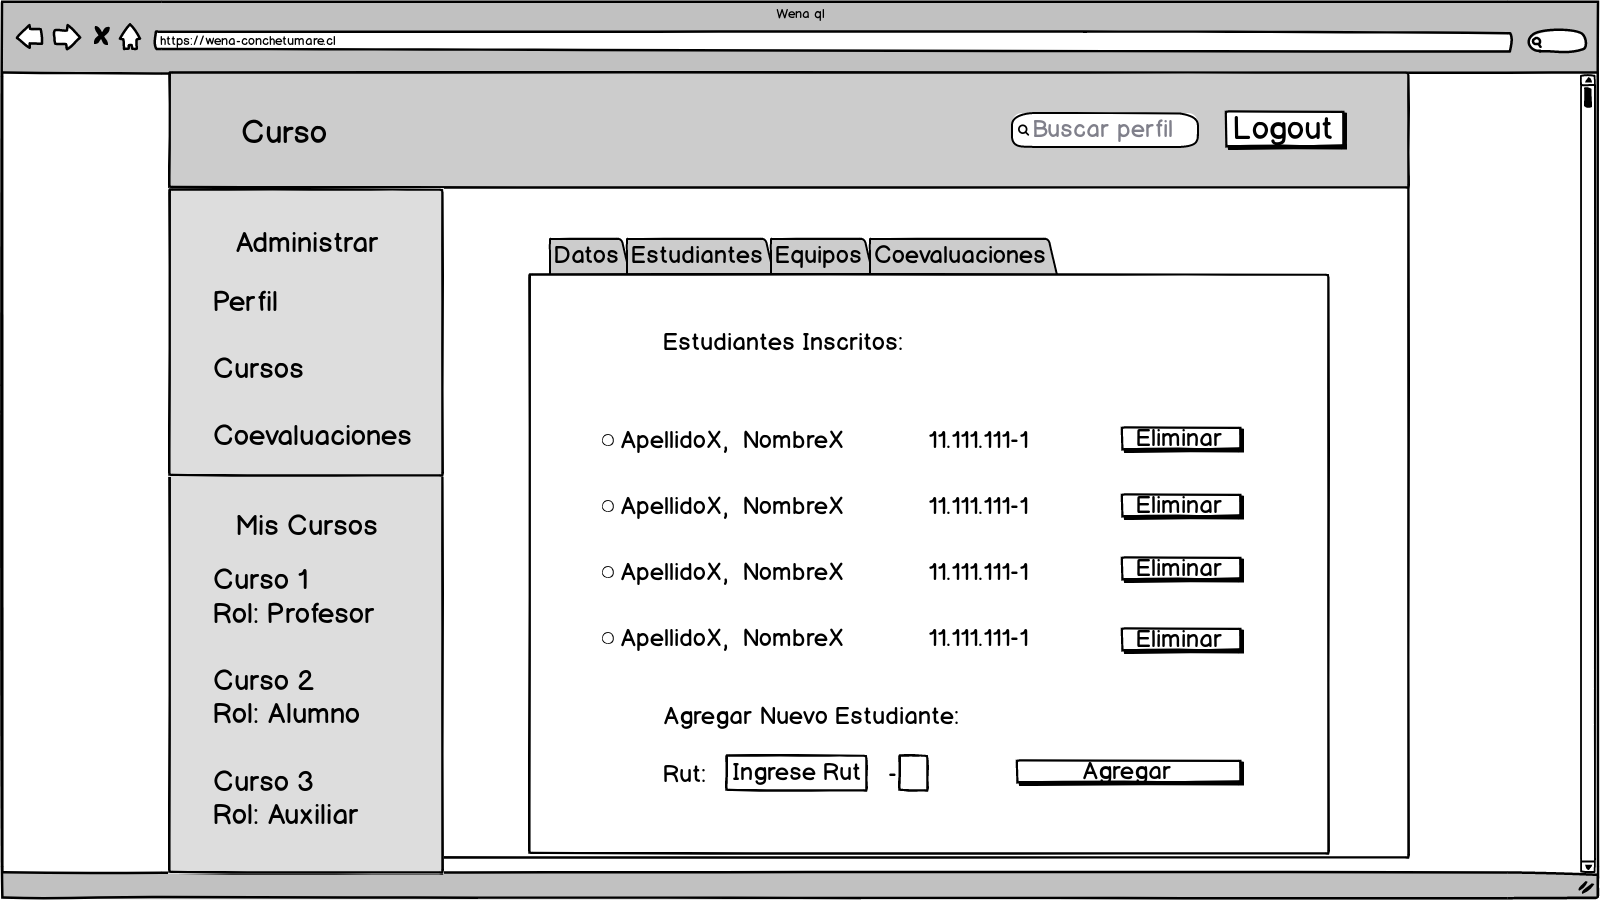 Wena ql
https://wena-conchetumare.cl
Curso
Buscar perfil
Logout
Administrar
Perfil
Cursos
Coevaluaciones
Mis Cursos
Curso 1
Rol: Profesor
Curso 2
Rol: Alumno
Curso 3
Rol: Auxiliar
Datos Estudiantes Equipos Coevaluaciones
Estudiantes Inscritos:
ApellidoX, NombreX 11.111.111-1 Eliminar
ApellidoX, NombreX 11.111.111-1 Eliminar
ApellidoX, NombreX 11.111.111-1 Eliminar
ApellidoX, NombreX 11.111.111-1 Eliminar
Agregar Nuevo Estudiante:
Rut: Ingrese Rut - Agregar